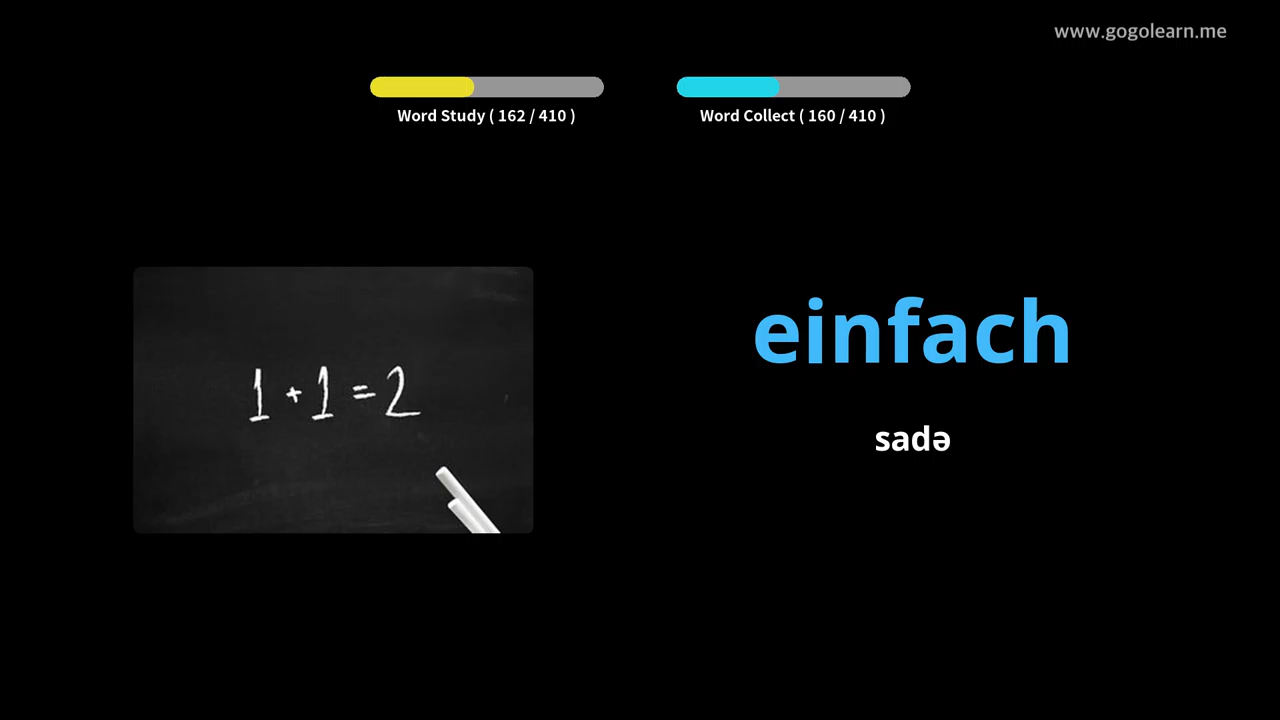 www.gogolearn.me
Word Study ( 162 / 410 )
Word Collect ( 160 / 410 )
1 + 1 = 2
einfach
sadə